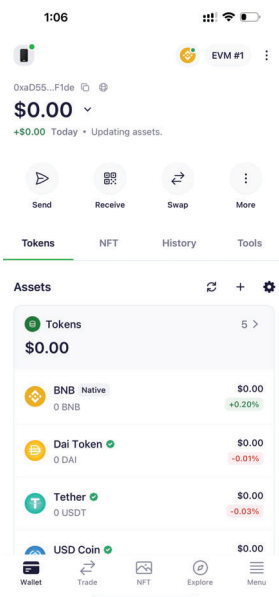 1:06
EVM #1
0xaD55...F1de
$0.00
+$0.00 Today • Updating assets.
Send Receive Swap More
Tokens NFT History Tools
Assets
Tokens 5
$0.00
BNB Native $0.00
0 BNB +0.20%
Dai Token $0.00
0 DAI -0.01%
Tether $0.00
0 USDT -0.03%
USD Coin $0.00
Wallet Trade NFT Explore Menu